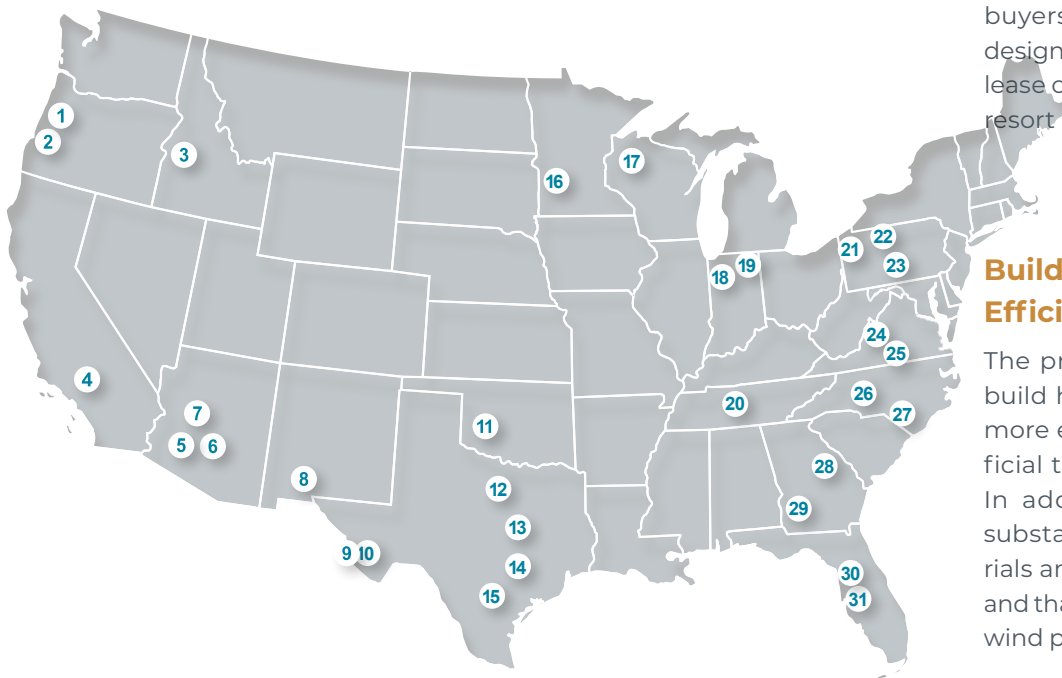 1
2
3
4
5
6
7
8
9
10
11
12
13
14
15
16
17
18
19
20
21
22
23
24
25
26
27
28
29
30
31
buyers
design
lease
resort
Build
Effici
The pr
build h
more e
ficial t
In add
substa
rials ar
and tha
wind p